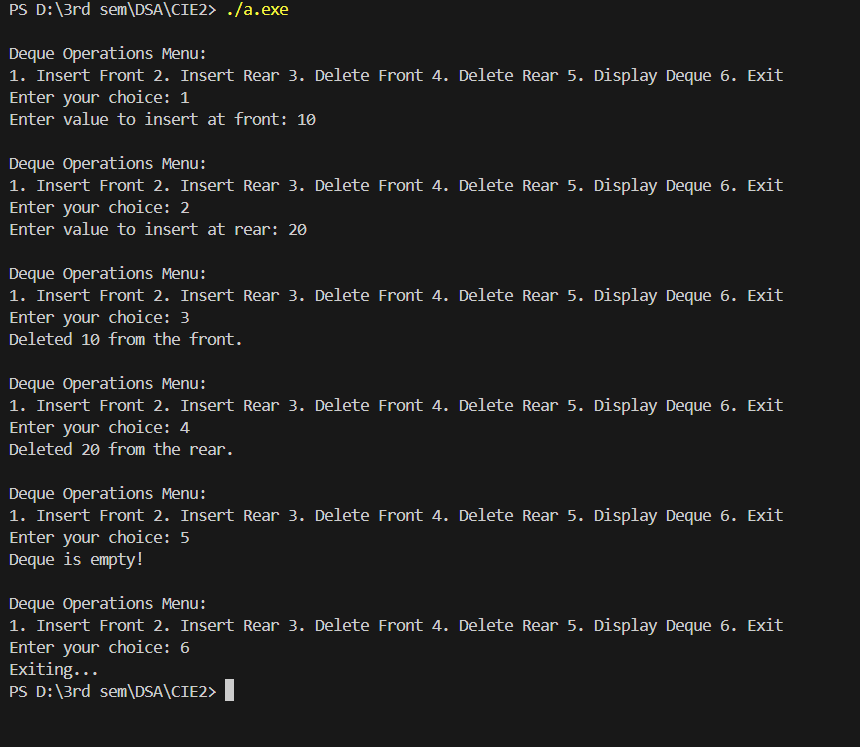 PS D:\3rd sem\DSA\CIE2> ./a.exe
Deque Operations Menu:
1. Insert Front 2. Insert Rear 3. Delete Front 4. Delete Rear 5. Display Deque 6. Exit
Enter your choice: 1
Enter value to insert at front: 10
Deque Operations Menu:
1. Insert Front 2. Insert Rear 3. Delete Front 4. Delete Rear 5. Display Deque 6. Exit
Enter your choice: 2
Enter value to insert at rear: 20
Deque Operations Menu:
1. Insert Front 2. Insert Rear 3. Delete Front 4. Delete Rear 5. Display Deque 6. Exit
Enter your choice: 3
Deleted 10 from the front.
Deque Operations Menu:
1. Insert Front 2. Insert Rear 3. Delete Front 4. Delete Rear 5. Display Deque 6. Exit
Enter your choice: 4
Deleted 20 from the rear.
Deque Operations Menu:
1. Insert Front 2. Insert Rear 3. Delete Front 4. Delete Rear 5. Display Deque 6. Exit
Enter your choice: 5
Deque is empty!
Deque Operations Menu:
1. Insert Front 2. Insert Rear 3. Delete Front 4. Delete Rear 5. Display Deque 6. Exit
Enter your choice: 6
Exiting...
PS D:\3rd sem\DSA\CIE2>